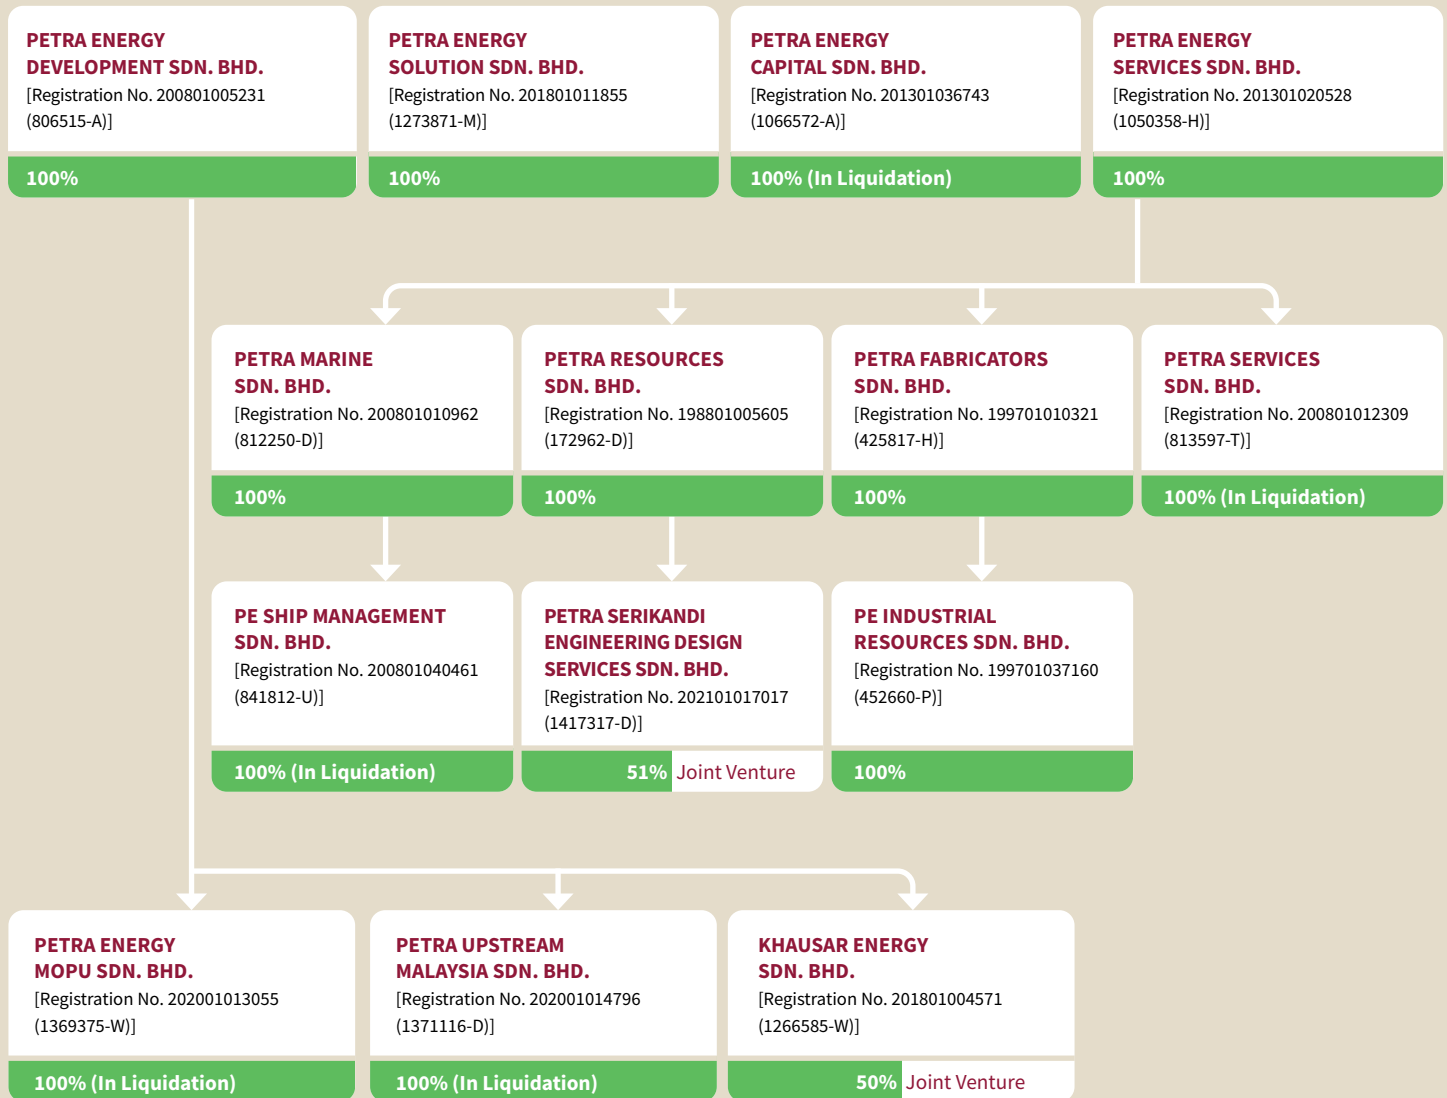 PETRA ENERGY
DEVELOPMENT SDN. BHD.
[Registration No. 200801005231
(806515-A)]
100%
PETRA ENERGY
SOLUTION SDN. BHD.
[Registration No. 201801011855
(1273871-M)]
100%
PETRA ENERGY
CAPITAL SDN. BHD.
[Registration No. 201301036743
(1066572-A)]
100% (In Liquidation)
PETRA ENERGY
SERVICES SDN. BHD.
[Registration No. 201301020528
(1050358-H)]
100%
PETRA MARINE
SDN. BHD.
[Registration No. 200801010962
(812250-D)]
100%
PETRA RESOURCES
SDN. BHD.
[Registration No. 198801005605
(172962-D)]
100%
PETRA FABRICATORS
SDN. BHD.
[Registration No. 199701010321
(425817-H)]
100%
PETRA SERVICES
SDN. BHD.
[Registration No. 200801012309
(813597-T)]
100% (In Liquidation)
PE SHIP MANAGEMENT
SDN. BHD.
[Registration No. 200801040461
(841812-U)]
100% (In Liquidation)
PETRA SERIKANDI
ENGINEERING DESIGN
SERVICES SDN. BHD.
[Registration No. 202101017017
(1417317-D)]
51% Joint Venture
PE INDUSTRIAL
RESOURCES SDN. BHD.
[Registration No. 199701037160
(452660-P)]
100%
PETRA ENERGY
MOPU SDN. BHD.
[Registration No. 202001013055
(1369375-W)]
100% (In Liquidation)
PETRA UPSTREAM
MALAYSIA SDN. BHD.
[Registration No. 202001014796
(1371116-D)]
100% (In Liquidation)
KHAUSAR ENERGY
SDN. BHD.
[Registration No. 201801004571
(1266585-W)]
50% Joint Venture